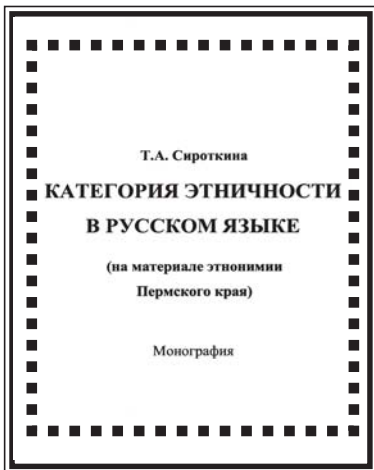 Т.А. Сироткина
КАТЕГОРИЯ ЭТНИЧНОСТИ
В РУССКОМ ЯЗЫКЕ
(на материале этнонимии
Пермского края)
Монография